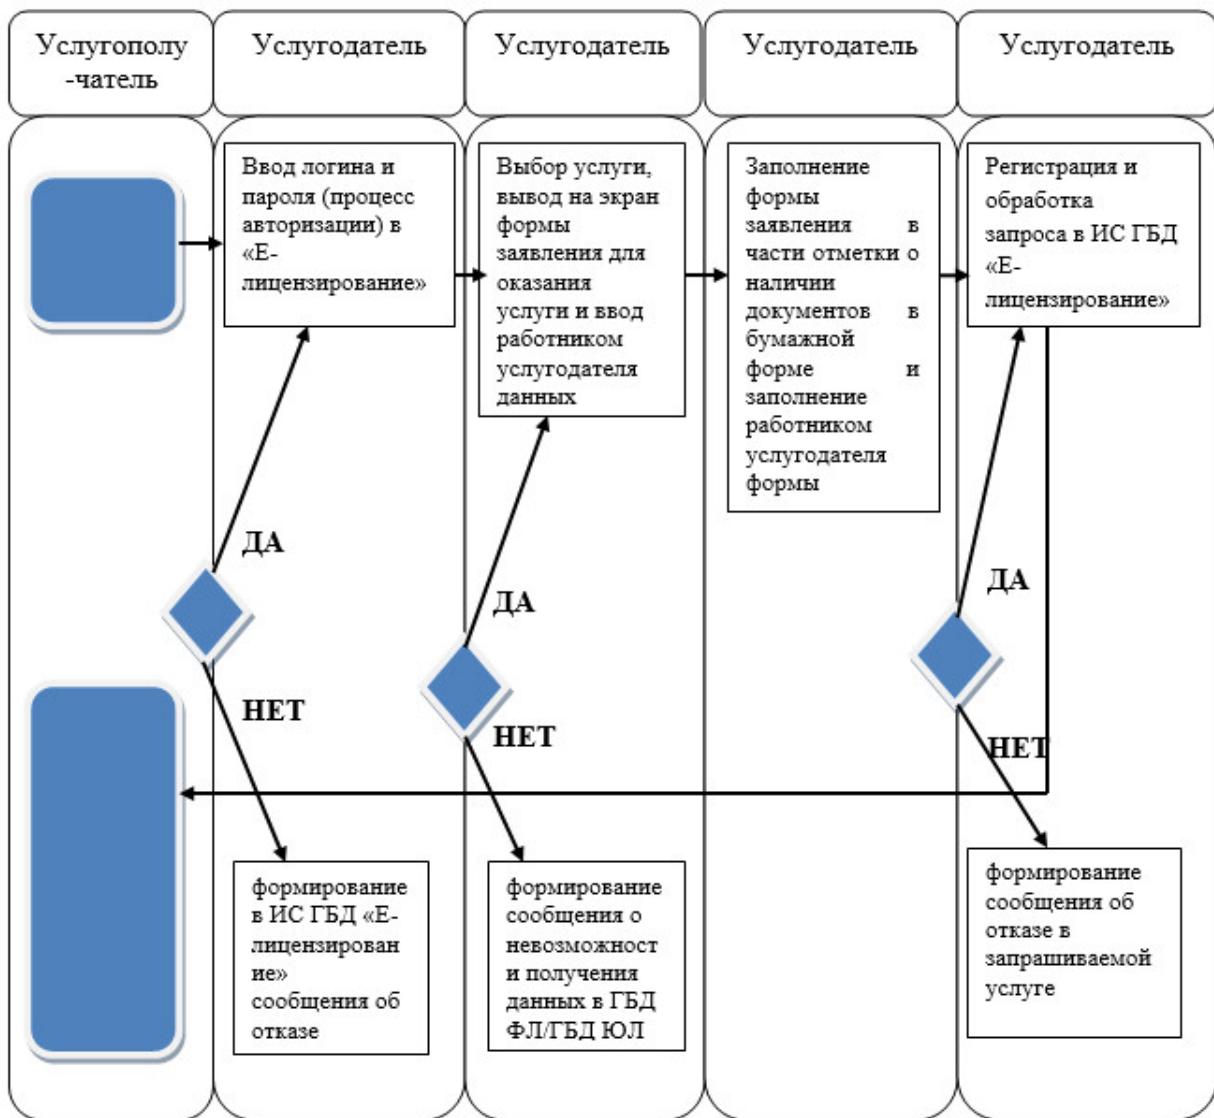 Услугополу
-чатель
Услугодатель
Услугодатель
Услугодатель
Услугодатель
Ввод логина и
пароля (процесс
авторизации) в
«Е-
лицензирование»
Выбор услуги,
вывод на экран
формы
заявления для
оказания
услуги и ввод
работником
услугодателя
данных
Заполнение
формы
заявления в
части отметки о
наличии
документов в
бумажной
форме и
заполнение
работником
услугодателя
формы
Регистрация и
обработка
запроса в ИС ГБД
«Е-
лицензирование»
ДА
НЕТ
ДА
НЕТ
ДА
НЕТ
формирование
в ИС ГБД «Е-
лицензирован
ие»
сообщения об
отказе
формирование
сообщения о
невозможност
и получения
данных в ГБД
ФЛ/ГБД ЮЛ
формирование
сообщения об
отказе в
запрашиваемой
услуге